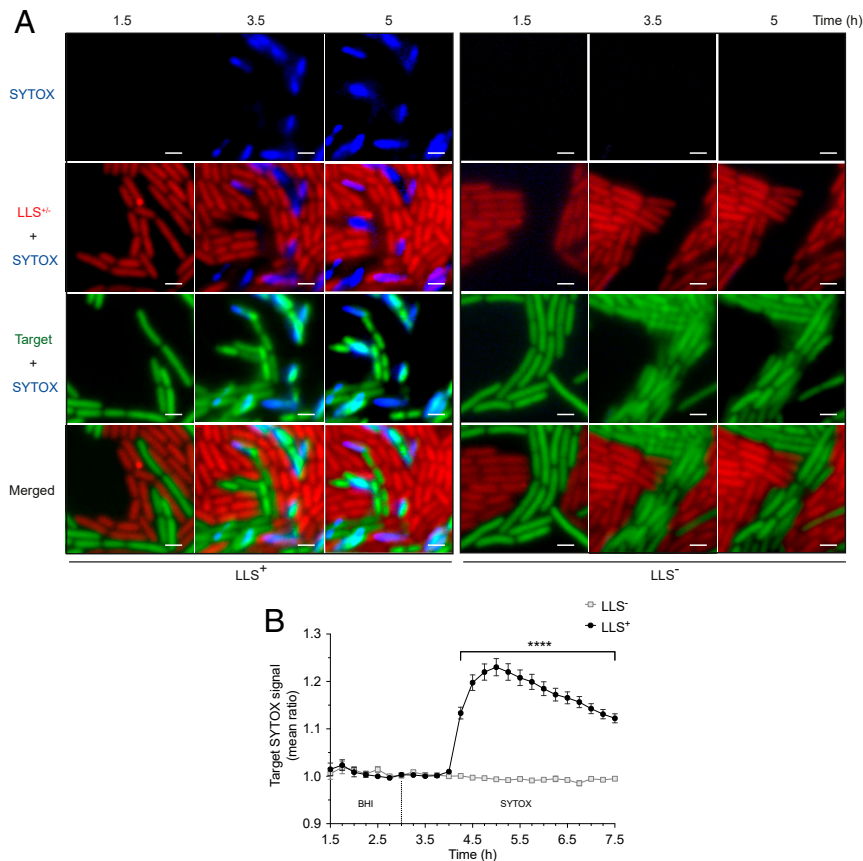 A
1.5 3.5 5 1.5 3.5 5 Time (h)
SYTOX
LLS+/-
+
SYTOX
Target
+
SYTOX
Merged
LLS+ LLS-
B
LLS-
LLS+
****
Target SYTOX signal
(mean ratio)
1.3
1.2
1.1
1.0
0.9
BHI SYTOX
1.5 2.5 3.5 4.5 5.5 6.5 7.5
Time (h)